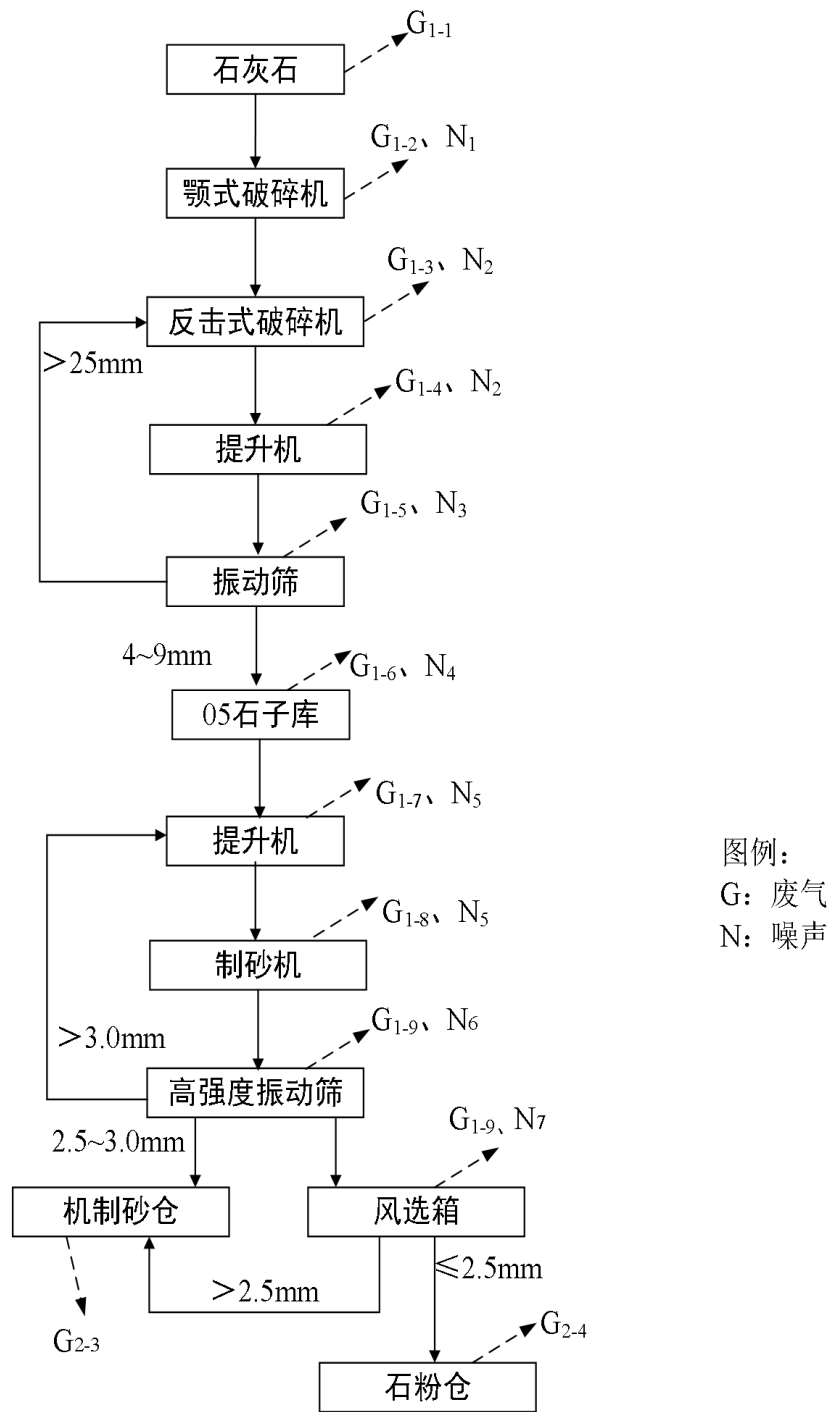 G1-1
石灰石
G1-2、N1
颚式破碎机
G1-3、N2
反击式破碎机
>25mm
G1-4、N2
提升机
G1-5、N3
振动筛
4~9mm
G1-6、N4
05石子库
G1-7、N5
提升机
图例：
G：废气
N：噪声
G1-8、N5
制砂机
G1-9、N6
>3.0mm
高强度振动筛
2.5~3.0mm
G1-9、N7
机制砂仓
风选箱
≤2.5mm
>2.5mm
G2-3
G2-4
石粉仓